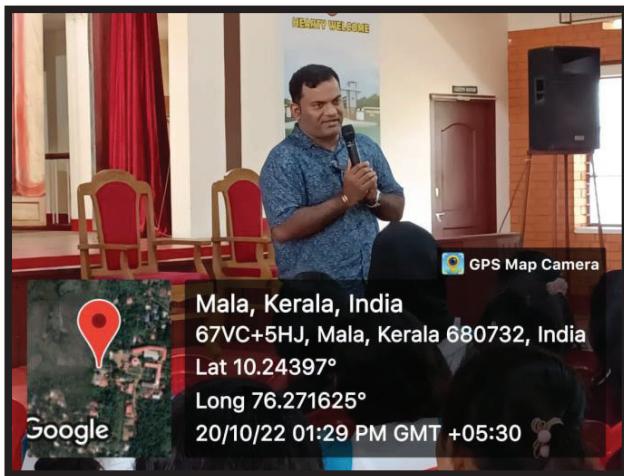 HEARTY WELCOME
GPS Map Camera
Mala, Kerala, India
67VC+5HJ, Mala, Kerala 680732, India
Lat 10.24397°
Long 76.271625°
20/10/22 01:29 PM GMT +05:30
Google